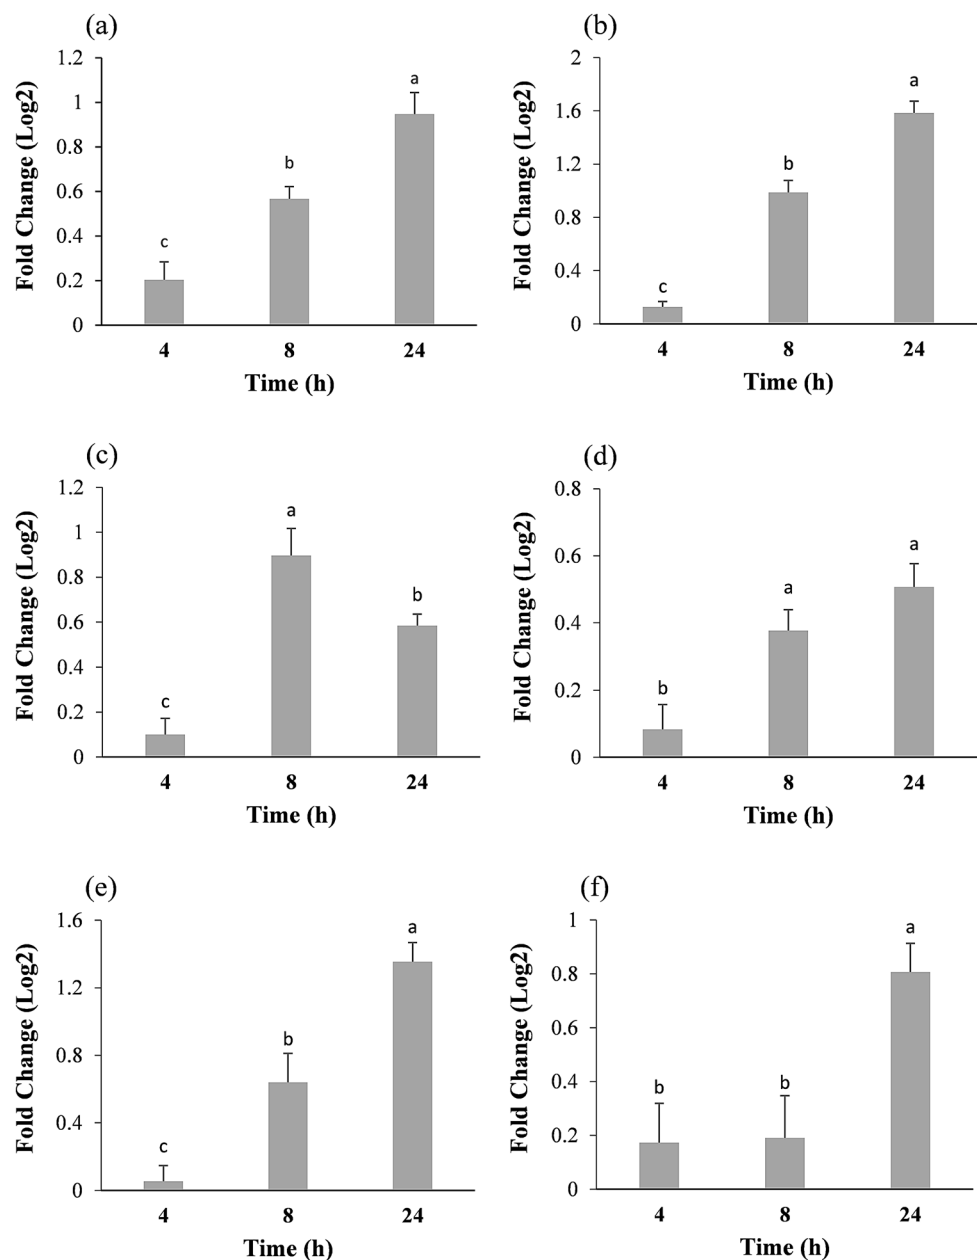 (a)
Fold Change (Log2)
1.2
1
0.8
0.6
0.4
0.2
0
c
b
a
4 8 24
Time (h)
(b)
Fold Change (Log2)
2
1.6
1.2
0.8
0.4
0
c
b
a
4 8 24
Time (h)
(c)
Fold Change (Log2)
1.2
1
0.8
0.6
0.4
0.2
0
c
a
b
4 8 24
Time (h)
(d)
Fold Change (Log2)
0.8
0.6
0.4
0.2
0
b
a
a
4 8 24
Time (h)
(e)
Fold Change (Log2)
1.6
1.2
0.8
0.4
0
c
b
a
4 8 24
Time (h)
(f)
Fold Change (Log2)
1
0.8
0.6
0.4
0.2
0
b
b
a
4 8 24
Time (h)